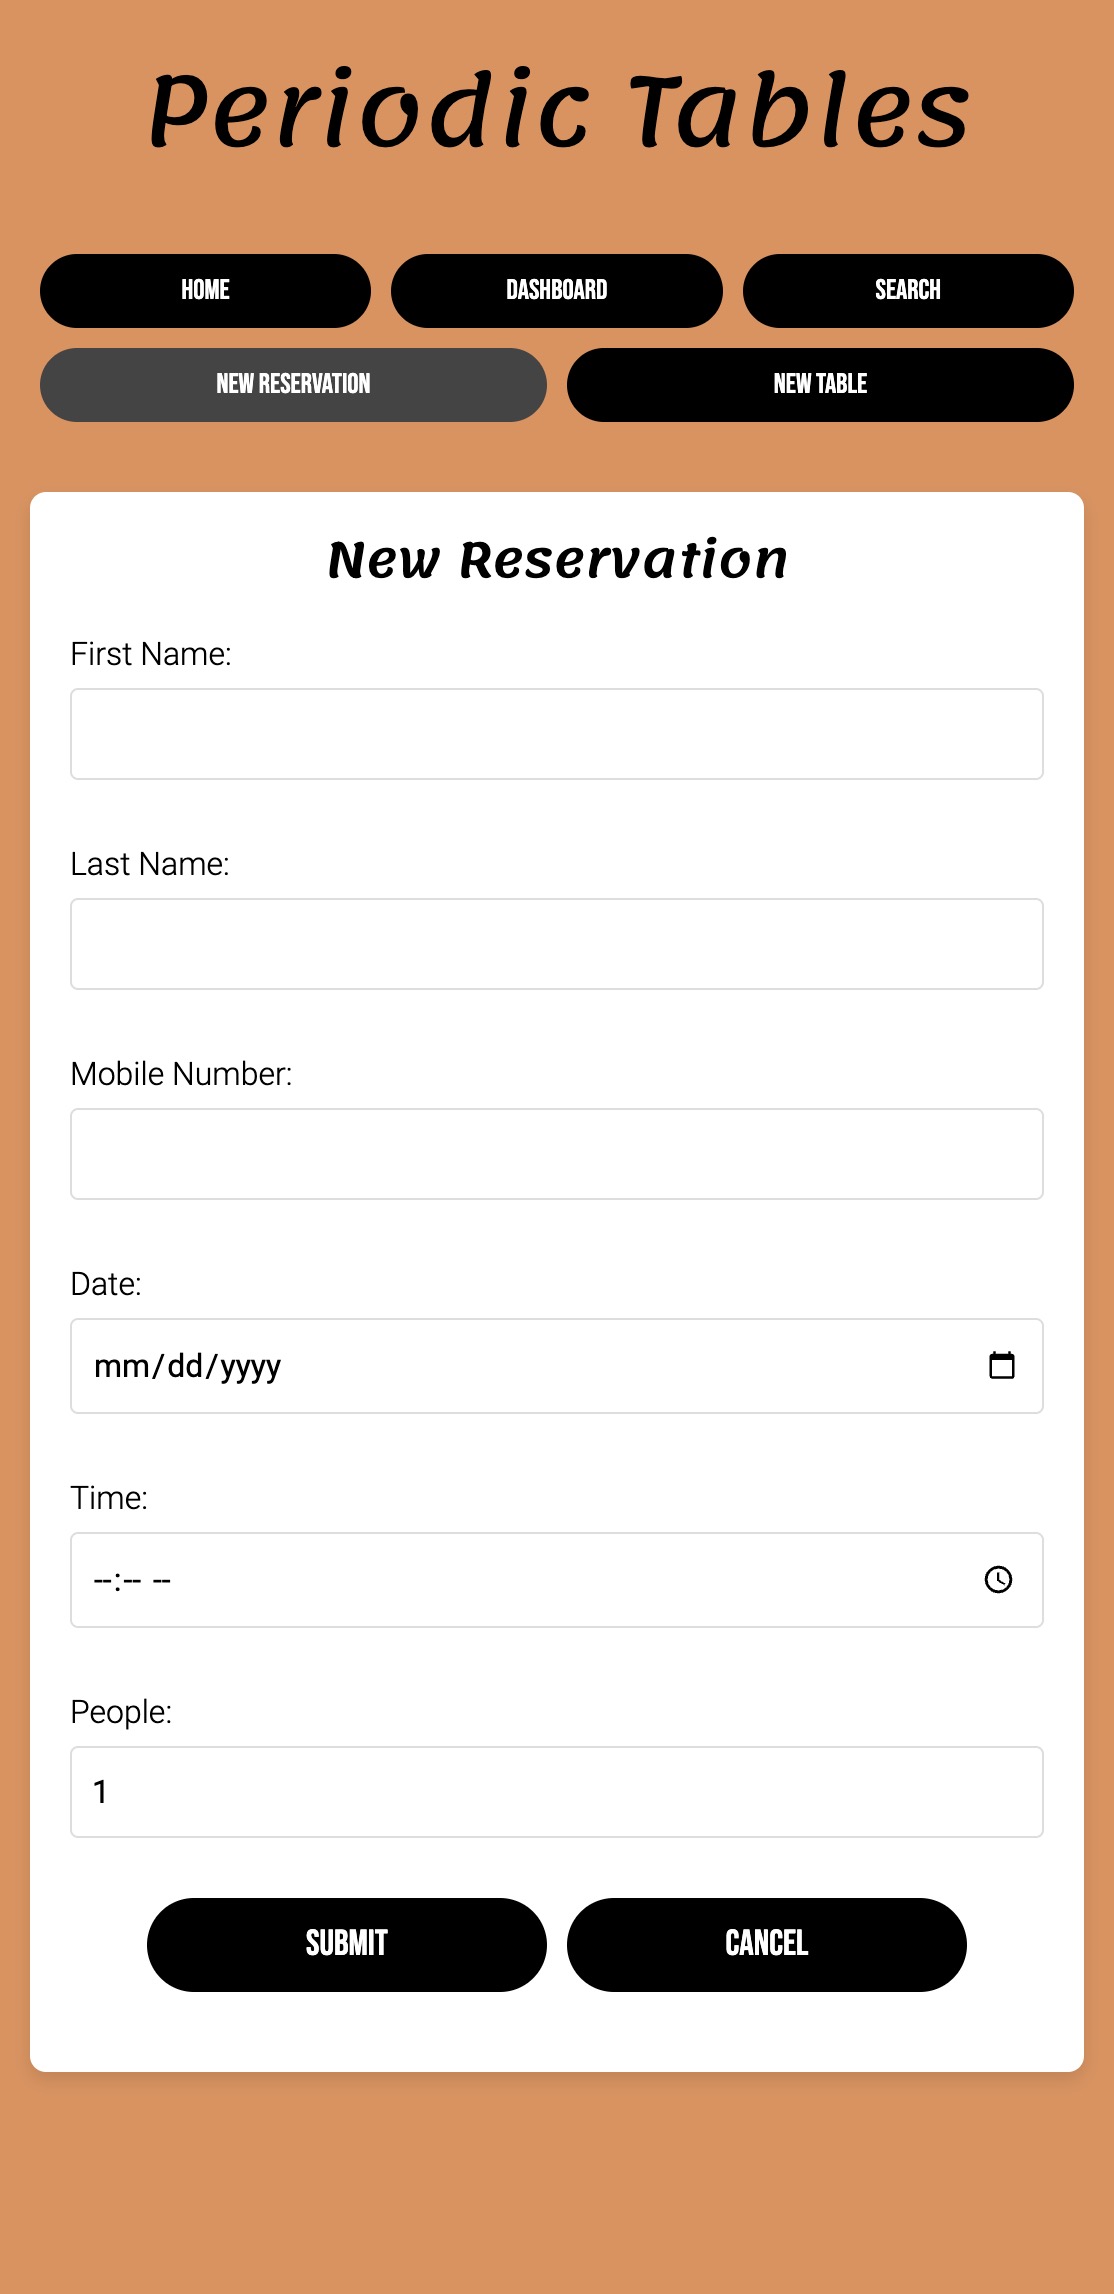 Periodic Tables
HOME DASHBOARD SEARCH
NEW RESERVATION NEW TABLE
New Reservation
First Name:
Last Name:
Mobile Number:
Date:
mm/dd/yyyy
Time:
--:-- --
People:
1
SUBMIT CANCEL